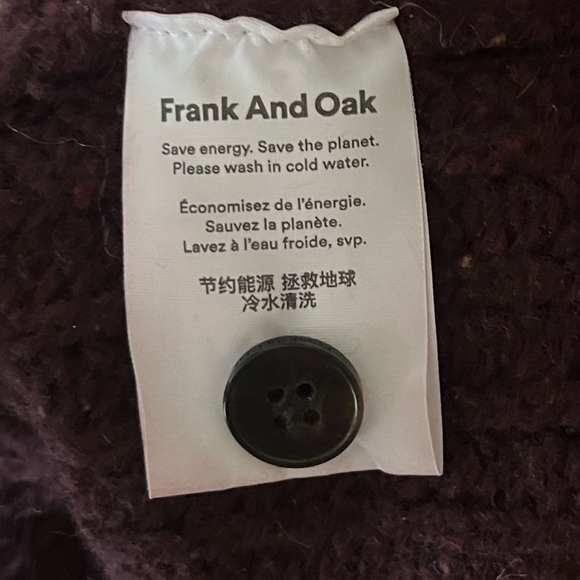 Frank And Oak
Save energy. Save the planet.
Please wash in cold water.
Économisez de l'énergie.
Sauvez la planète.
Lavez à l'eau froide, svp.
节约能源 拯救地球
冷水清洗